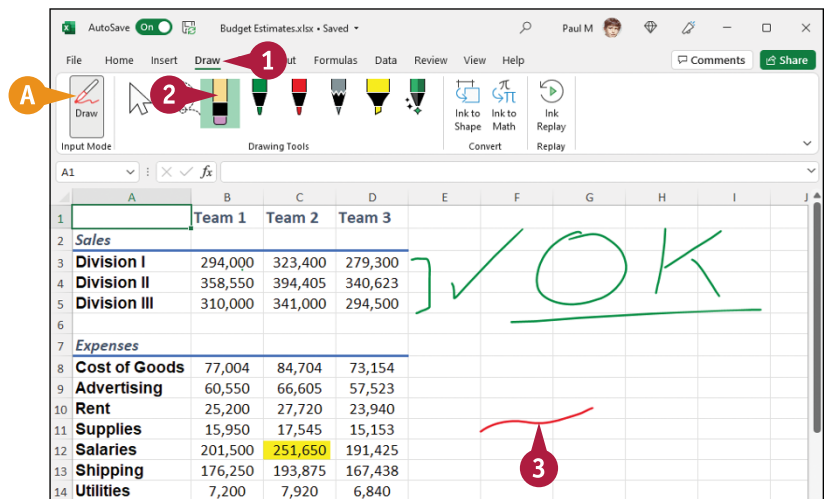 AutoSave On Budget Estimates.xlsx • Saved Paul M
File Home Insert Draw 1 ut Formulas Data Review View Help Comments Share
A 2
Draw Ink to Shape Ink to Math Ink Replay
Input Mode Drawing Tools Convert Replay
A1 fx
A B C D E F G H I J
1 Team 1 Team 2 Team 3
2 Sales
3 Division I 294,000 323,400 279,300
4 Division II 358,550 394,405 340,623
5 Division III 310,000 341,000 294,500
OK
6
7 Expenses
8 Cost of Goods 77,004 84,704 73,154
9 Advertising 60,550 66,605 57,523
10 Rent 25,200 27,720 23,940
11 Supplies 15,950 17,545 15,153
12 Salaries 201,500 251,650 191,425
3
13 Shipping 176,250 193,875 167,438
14 Utilities 7,200 7,920 6,840